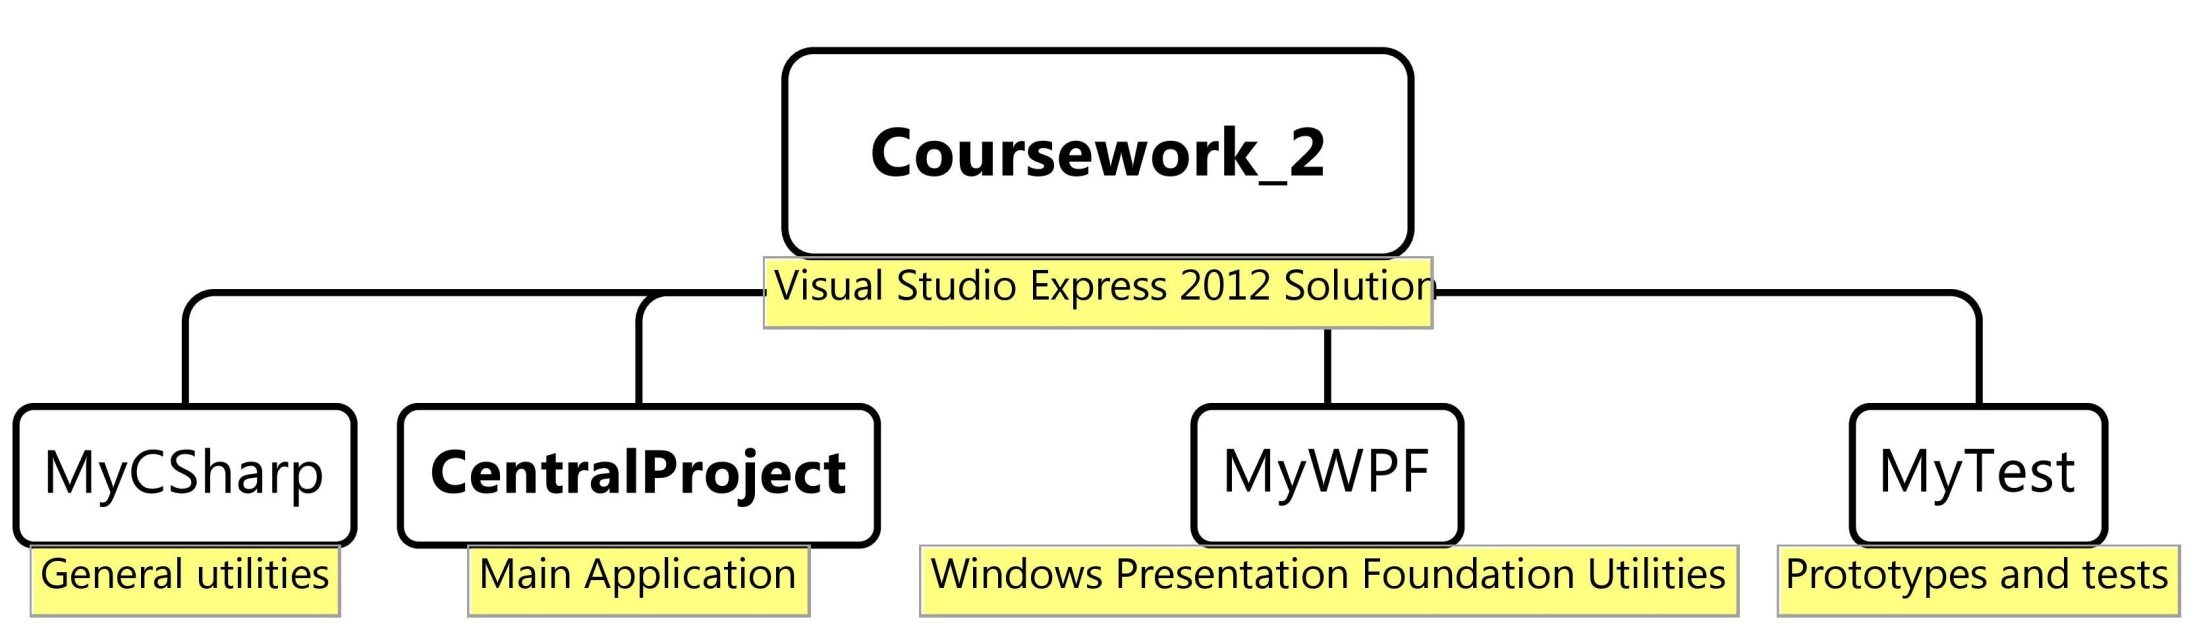 Coursework_2
Visual Studio Express 2012 Solution
MyCSharp
CentralProject
MyWPF
MyTest
General utilities
Main Application
Windows Presentation Foundation Utilities
Prototypes and tests